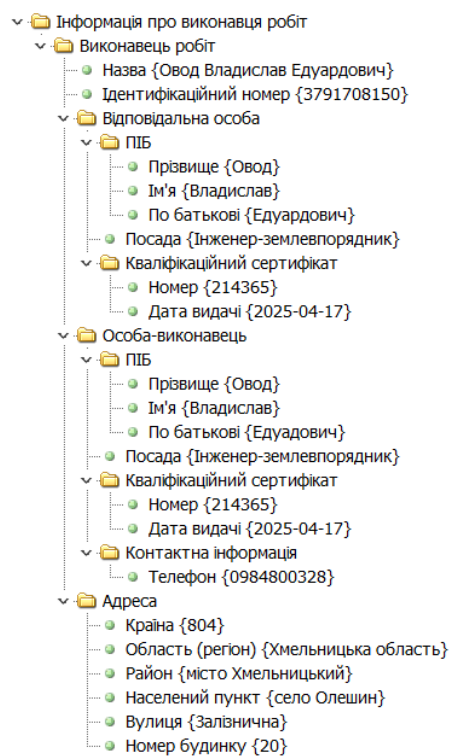 Інформація про виконавця робіт
Виконавець робіт
Назва {Овод Владислав Едуардович}
Ідентифікаційний номер {3791708150}
Відповідальна особа
ПІБ
Прізвище {Овод}
Ім'я {Владислав}
По батькові {Едуардович}
Посада {Інженер-землевпорядник}
Кваліфікаційний сертифікат
Номер {214365}
Дата видачі {2025-04-17}
Особа-виконавець
ПІБ
Прізвище {Овод}
Ім'я {Владислав}
По батькові {Едуадович}
Посада {Інженер-землевпорядник}
Кваліфікаційний сертифікат
Номер {214365}
Дата видачі {2025-04-17}
Контактна інформація
Телефон {0984800328}
Адреса
Країна {804}
Область (регіон) {Хмельницька область}
Район {місто Хмельницький}
Населений пункт {село Олешин}
Вулиця {Залізнична}
Номер будинку {20}